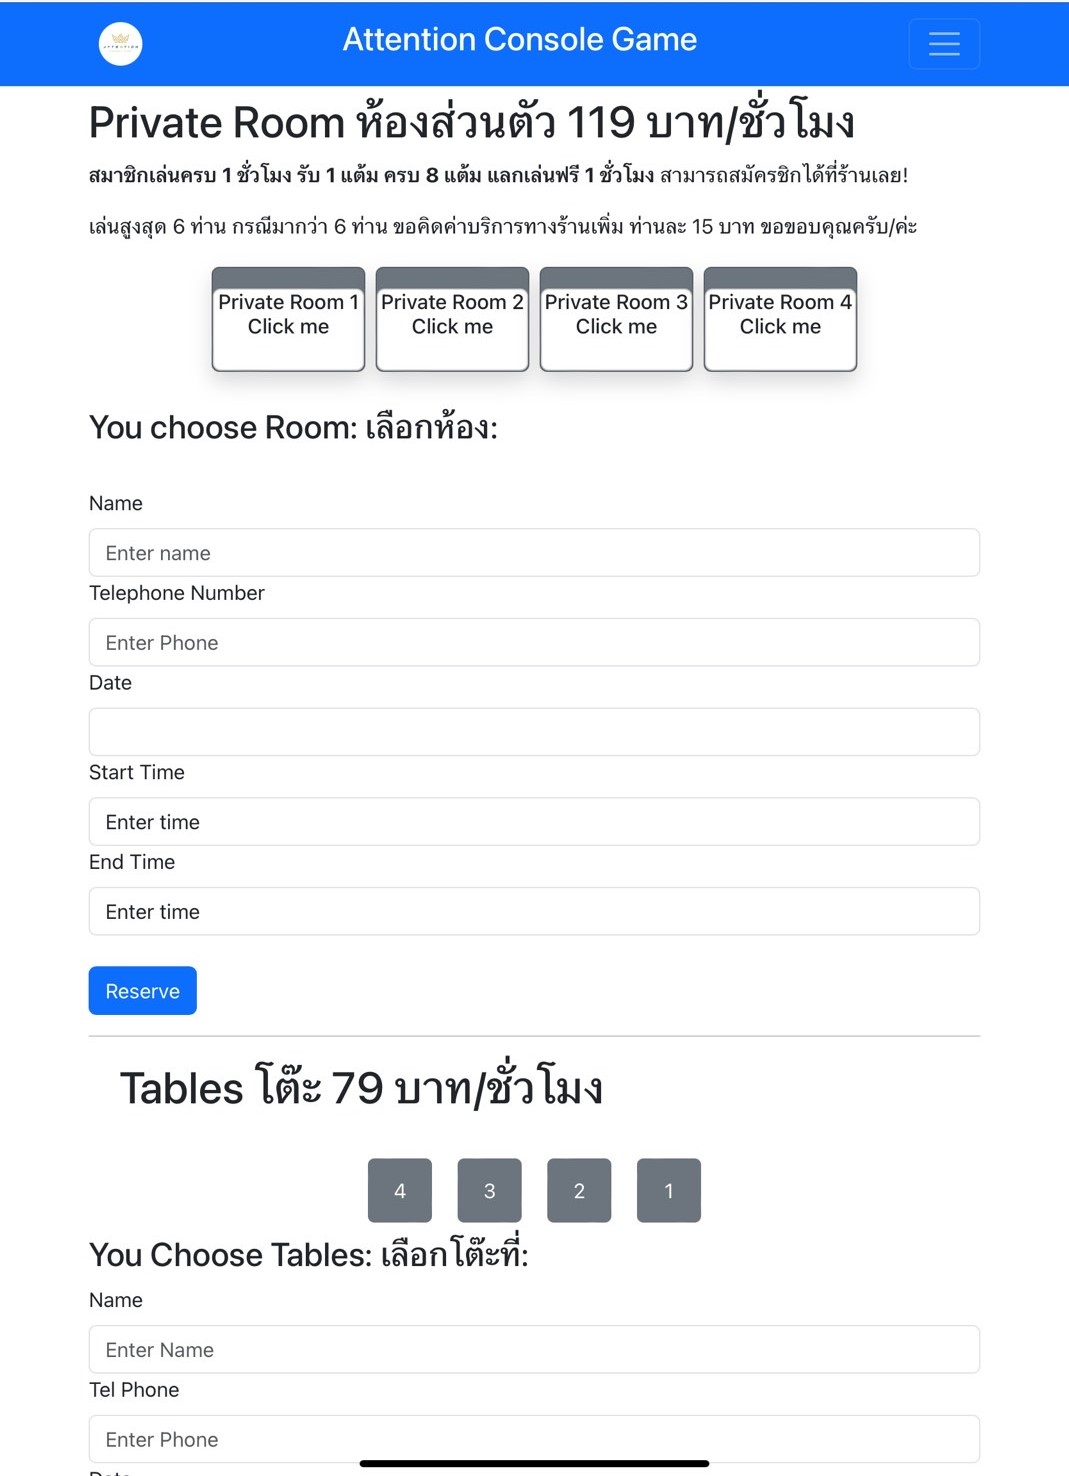 ATTENTION
Attention Console Game
Private Room ห้องส่วนตัว 119 บาท/ชั่วโมง
สมาชิกเล่นครบ 1 ชั่วโมง รับ 1 แต้ม ครบ 8 แต้ม แลกเล่นฟรี 1 ชั่วโมง สามารถสมัครชิกได้ที่ร้านเลย!
เล่นสูงสุด 6 ท่าน กรณีมากว่า 6 ท่าน ขอคิดค่าบริการทางร้านเพิ่ม ท่านละ 15 บาท ขอขอบคุณครับ/ค่ะ
Private Room 1
Click me
Private Room 2
Click me
Private Room 3
Click me
Private Room 4
Click me
You choose Room: เลือกห้อง:
Name
Enter name
Telephone Number
Enter Phone
Date
Start Time
Enter time
End Time
Enter time
Reserve
Tables โต๊ะ 79 บาท/ชั่วโมง
4 3 2 1
You Choose Tables: เลือกโต๊ะที่:
Name
Enter Name
Tel Phone
Enter Phone